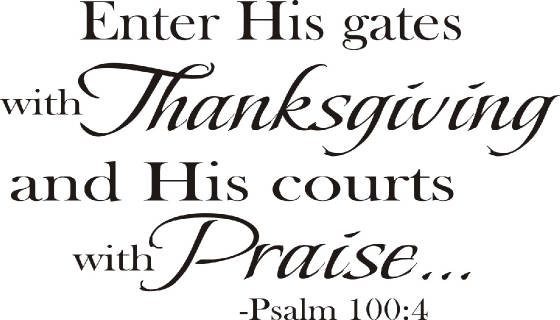 Enter His gates
with Thanksgiving
and His courts
with Praise...
-Psalm 100:4